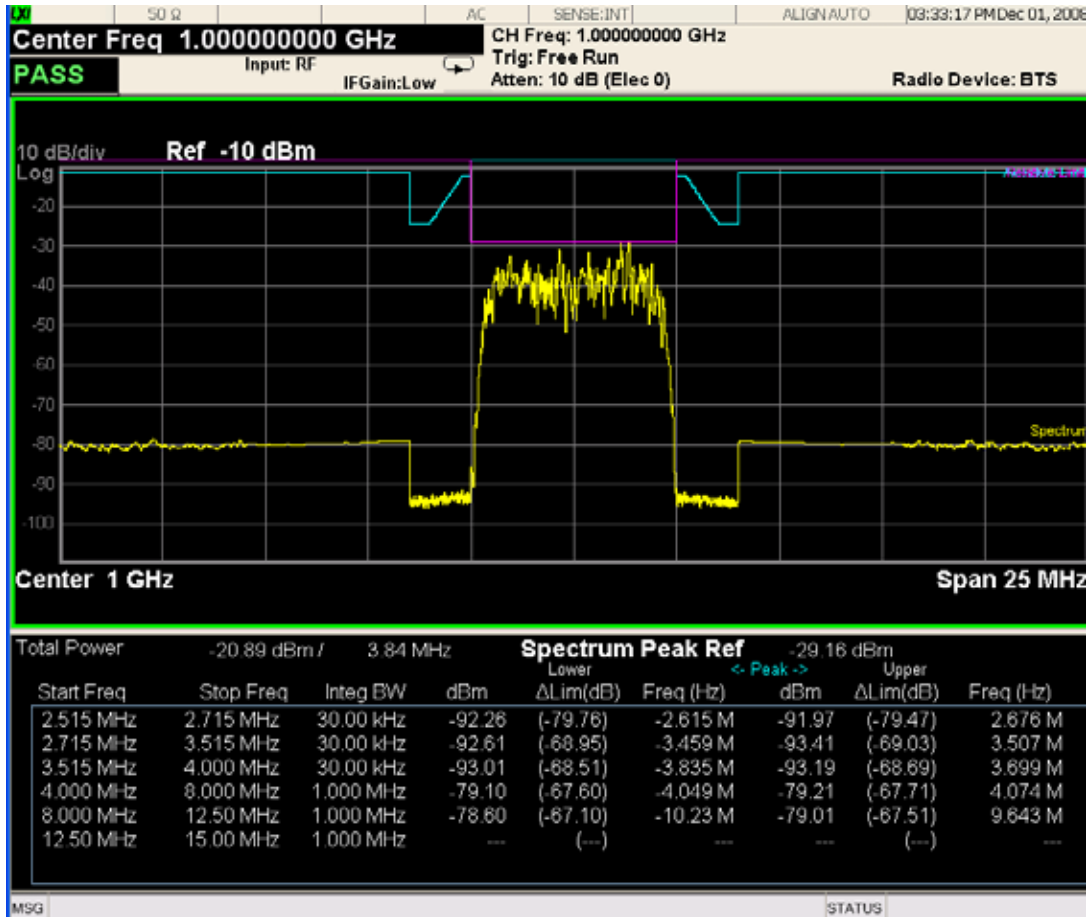 LXI 50 Ω AC SENSE:INT ALIGN AUTO 03:33:17 PM Dec 01, 2008
Center Freq 1.000000000 GHz CH Freq: 1.000000000 GHz
Input: RF Trig: Free Run
PASS IFGain:Low Atten: 10 dB (Elec 0) Radio Device: BTS
10 dB/div Ref -10 dBm
Log
-20
-30
-40
-50
-60
-70
Spectrum
-80
-90
-100
Center 1 GHz Span 25 MHz
Total Power -20.89 dBm / 3.84 MHz Spectrum Peak Ref -29.16 dBm
Lower <- Peak -> Upper
Start Freq Stop Freq Integ BW dBm ΔLim(dB) Freq (Hz) dBm ΔLim(dB) Freq (Hz)
2.515 MHz 2.715 MHz 30.00 kHz -92.26 (-79.76) -2.615 M -91.97 (-79.47) 2.676 M
2.715 MHz 3.515 MHz 30.00 kHz -92.61 (-68.95) -3.459 M -93.41 (-69.03) 3.507 M
3.515 MHz 4.000 MHz 30.00 kHz -93.01 (-68.51) -3.835 M -93.19 (-68.69) 3.699 M
4.000 MHz 8.000 MHz 1.000 MHz -79.10 (-67.60) -4.049 M -79.21 (-67.71) 4.074 M
8.000 MHz 12.50 MHz 1.000 MHz -78.60 (-67.10) -10.23 M -79.01 (-67.51) 9.643 M
12.50 MHz 15.00 MHz 1.000 MHz --- (---) --- --- (---) ---
MSG STATUS